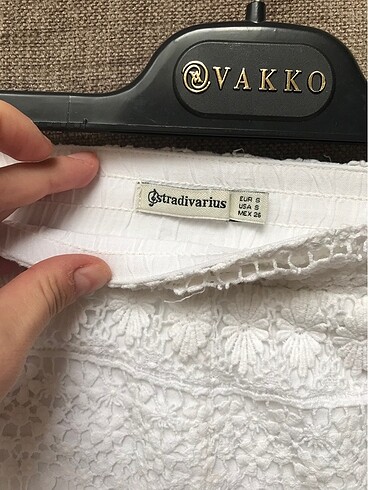 VAKKO
stradivarius
EUR S
USA S
MEX 26